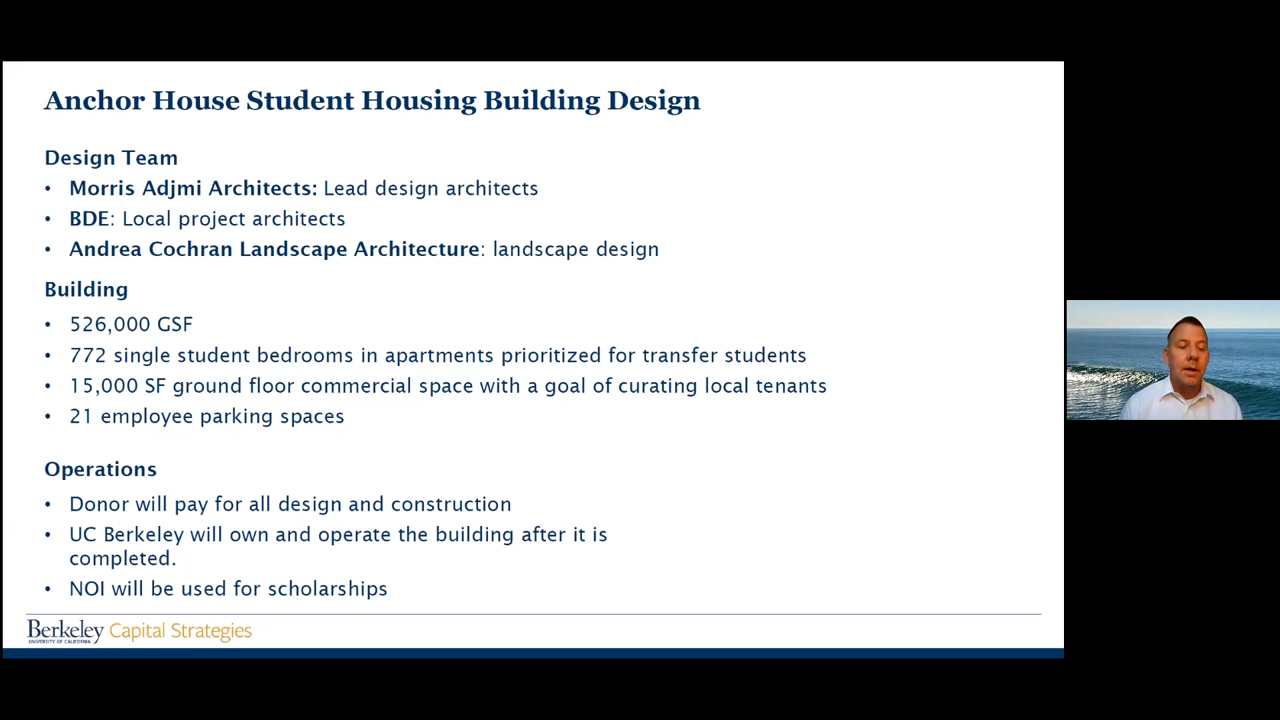 Anchor House Student Housing Building Design
Design Team
• Morris Adjmi Architects: Lead design architects
• BDE: Local project architects
• Andrea Cochran Landscape Architecture: landscape design
Building
• 526,000 GSF
• 772 single student bedrooms in apartments prioritized for transfer students
• 15,000 SF ground floor commercial space with a goal of curating local tenants
• 21 employee parking spaces
Operations
• Donor will pay for all design and construction
• UC Berkeley will own and operate the building after it is
completed.
• NOI will be used for scholarships
Berkeley Capital Strategies
UNIVERSITY OF CALIFORNIA